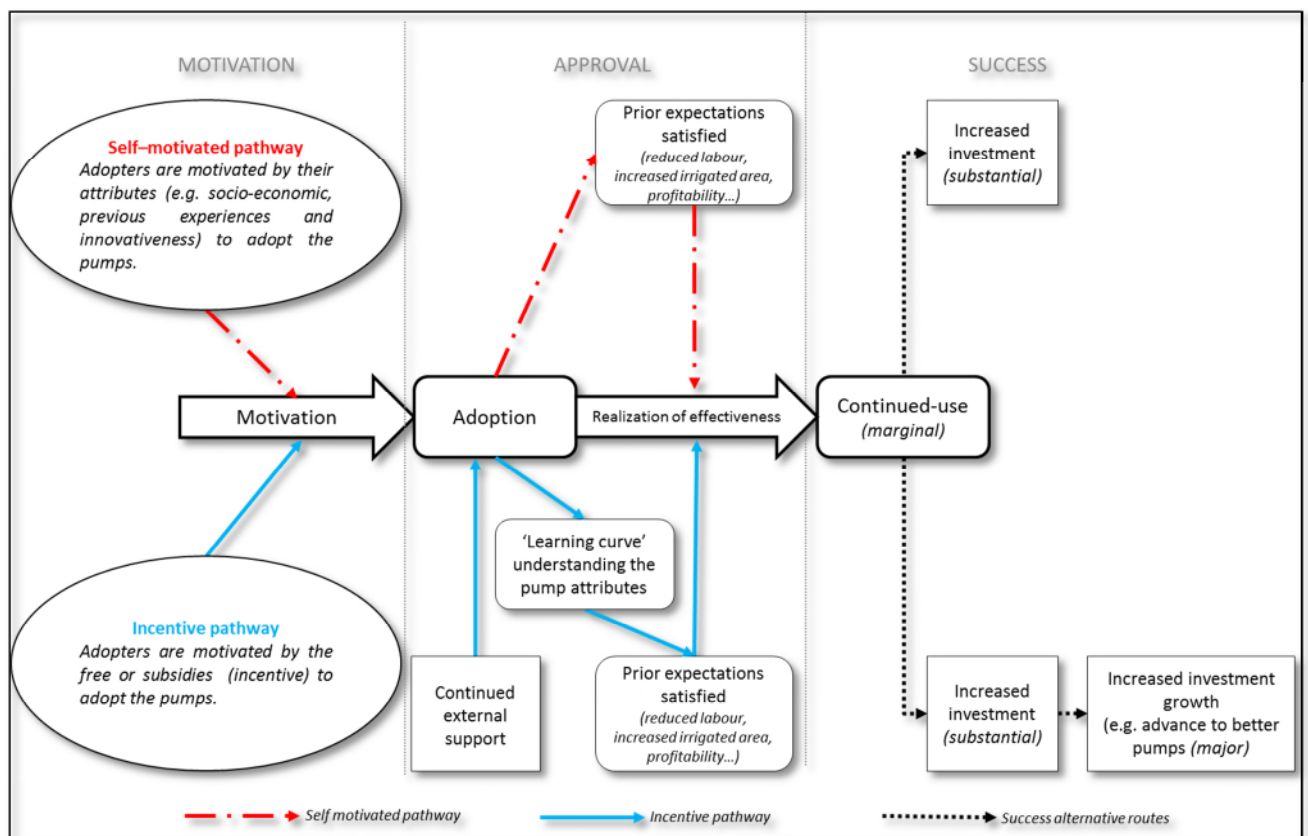 MOTIVATION
APPROVAL
SUCCESS
Self–motivated pathway
Adopters are motivated by their
attributes (e.g. socio-economic,
previous experiences and
innovativeness) to adopt the
pumps.
Prior expectations
satisfied
(reduced labour,
increased irrigated area,
profitability...)
Increased
investment
(substantial)
Motivation
Adoption
Realization of effectiveness
Continued-use
(marginal)
'Learning curve'
understanding the
pump attributes
Incentive pathway
Adopters are motivated by the
free or subsidies (incentive) to
adopt the pumps.
Continued
external
support
Prior expectations
satisfied
(reduced labour,
increased irrigated area,
profitability...)
Increased
investment
(substantial)
Increased investment
growth
(e.g. advance to better
pumps (major)
Self motivated pathway
Incentive pathway
Success alternative routes